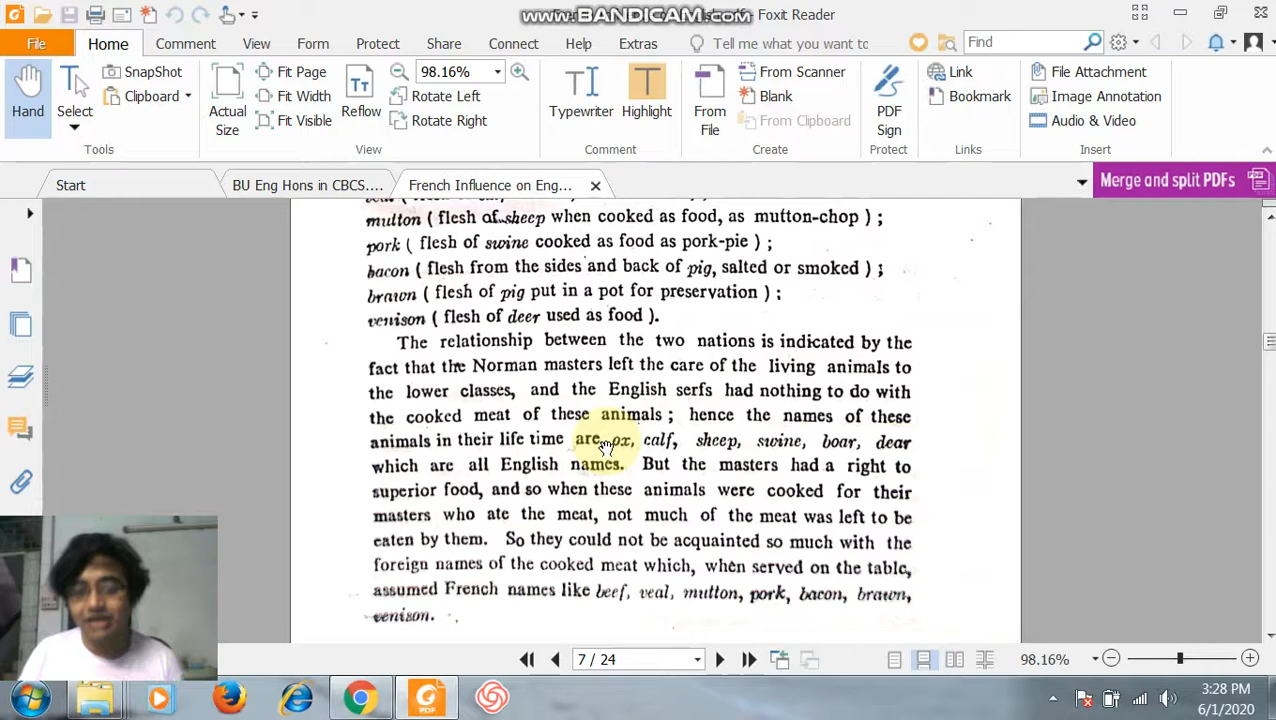 www.BANDICAM.com
Foxit Reader
File
Home
Comment
View
Form
Protect
Share
Connect
Help
Extras
Tell me what you want to
Find
Hand
Select
SnapShot
Clipboard
Tools
Actual
Size
Fit Page
Fit Width
Fit Visible
Reflow
98.16%
Rotate Left
Rotate Right
View
Typewriter
Highlight
Comment
From
File
From Scanner
Blank
From Clipboard
Create
PDF
Sign
Protect
Link
Bookmark
Links
File Attachment
Image Annotation
Audio & Video
Insert
Start
BU Eng Hons in CBCS....
French Influence on Eng...
Merge and split PDFs
mutton ( flesh of sheep when cooked as food, as mutton-chop ) ;
pork ( flesh of swine cooked as food as pork-pie ) ;
bacon ( flesh from the sides and back of pig, salted or smoked ) ;
brawn ( flesh of pig put in a pot for preservation ) ;
venison ( flesh of deer used as food ).
The relationship between the two nations is indicated by the
fact that the Norman masters left the care of the living animals to
the lower classes, and the English serfs had nothing to do with
the cooked meat of these animals ; hence the names of these
animals in their life time are ox, calf, sheep, swine, boar, dear
which are all English names. But the masters had a right to
superior food, and so when these animals were cooked for their
masters who ate the meat, not much of the meat was left to be
eaten by them. So they could not be acquainted so much with the
foreign names of the cooked meat which, when served on the table,
assumed French names like beef, veal, mutton, pork, bacon, brawn,
venison.
7 / 24
98.16%
PDF
3:28 PM
6/1/2020